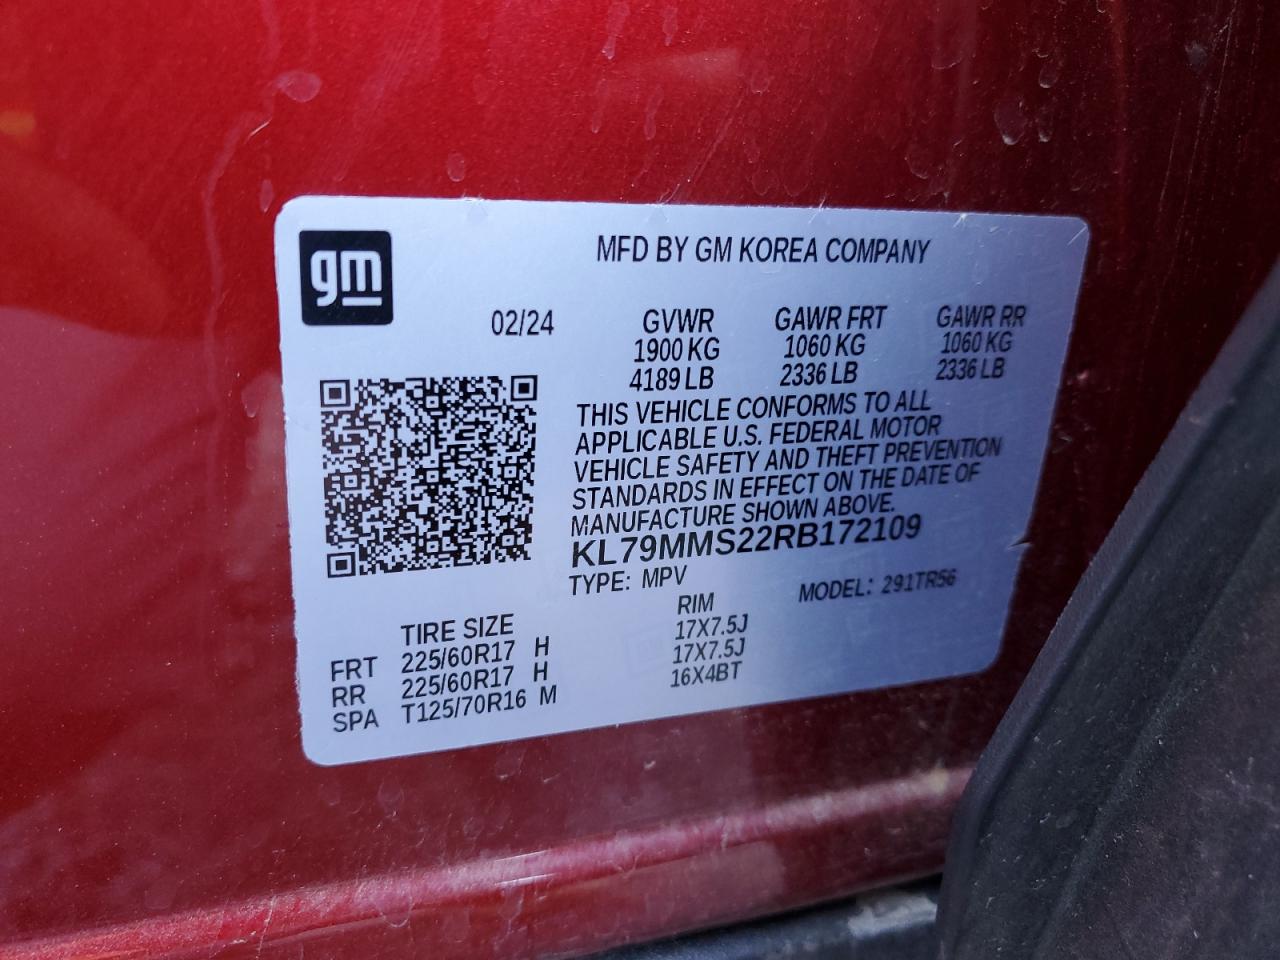 gm
MFD BY GM KOREA COMPANY
02/24 GVWR GAWR FRT GAWR RR
1900 KG 1060 KG 1060 KG
4189 LB 2336 LB 2336 LB
THIS VEHICLE CONFORMS TO ALL
APPLICABLE U.S. FEDERAL MOTOR
VEHICLE SAFETY AND THEFT PREVENTION
STANDARDS IN EFFECT ON THE DATE OF
MANUFACTURE SHOWN ABOVE.
KL79MMS22RB172109
TYPE: MPV MODEL: 291TR56
TIRE SIZE RIM
FRT 225/60R17 H 17X7.5J
RR 225/60R17 H 17X7.5J
SPA T125/70R16 M 16X4BT